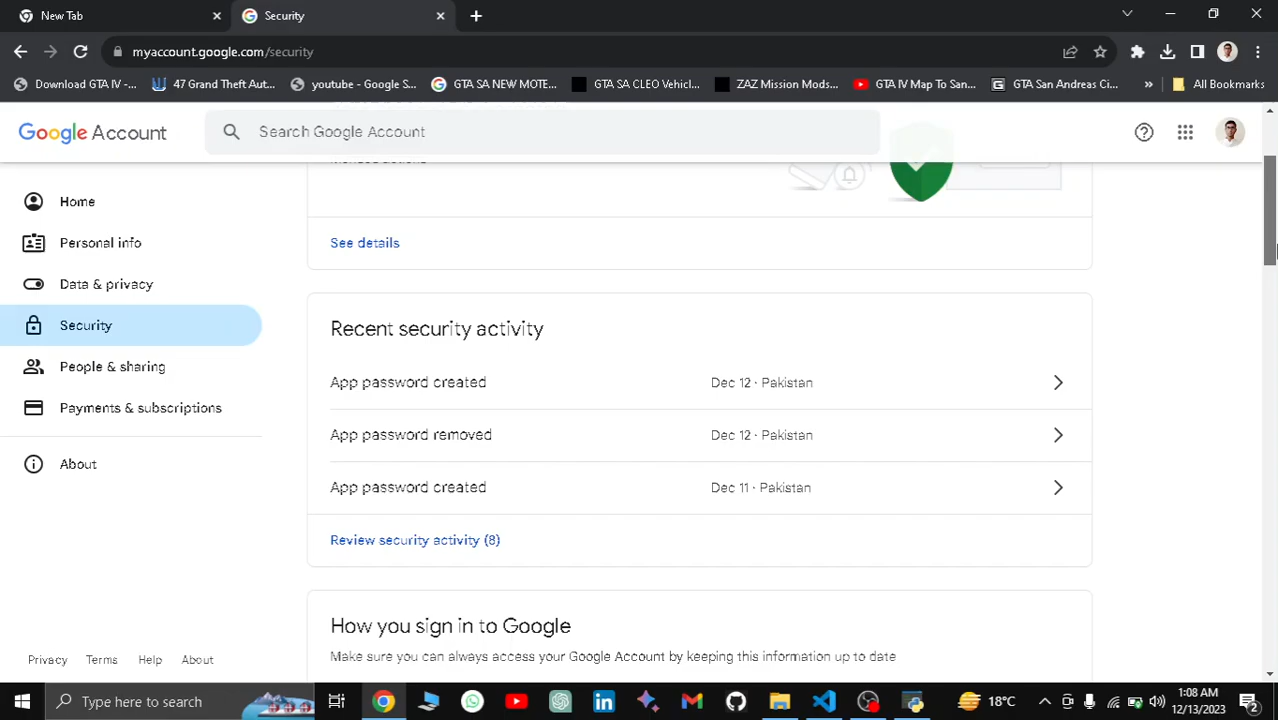 New Tab
Security
myaccount.google.com/security
Download GTA IV -...
47 Grand Theft Aut...
youtube - Google S...
GTA SA NEW MOTE...
GTA SA CLEO Vehicl...
ZAZ Mission Mods...
GTA IV Map To San...
GTA San Andreas Ci...
»
All Bookmarks
Google Account
Search Google Account
Home
Personal info
Data & privacy
Security
People & sharing
Payments & subscriptions
About
See details
Recent security activity
App password created Dec 12 · Pakistan
App password removed Dec 12 · Pakistan
App password created Dec 11 · Pakistan
Review security activity (8)
How you sign in to Google
Make sure you can always access your Google Account by keeping this information up to date
Privacy Terms Help About
Type here to search
18°C
1:08 AM
12/13/2023
2